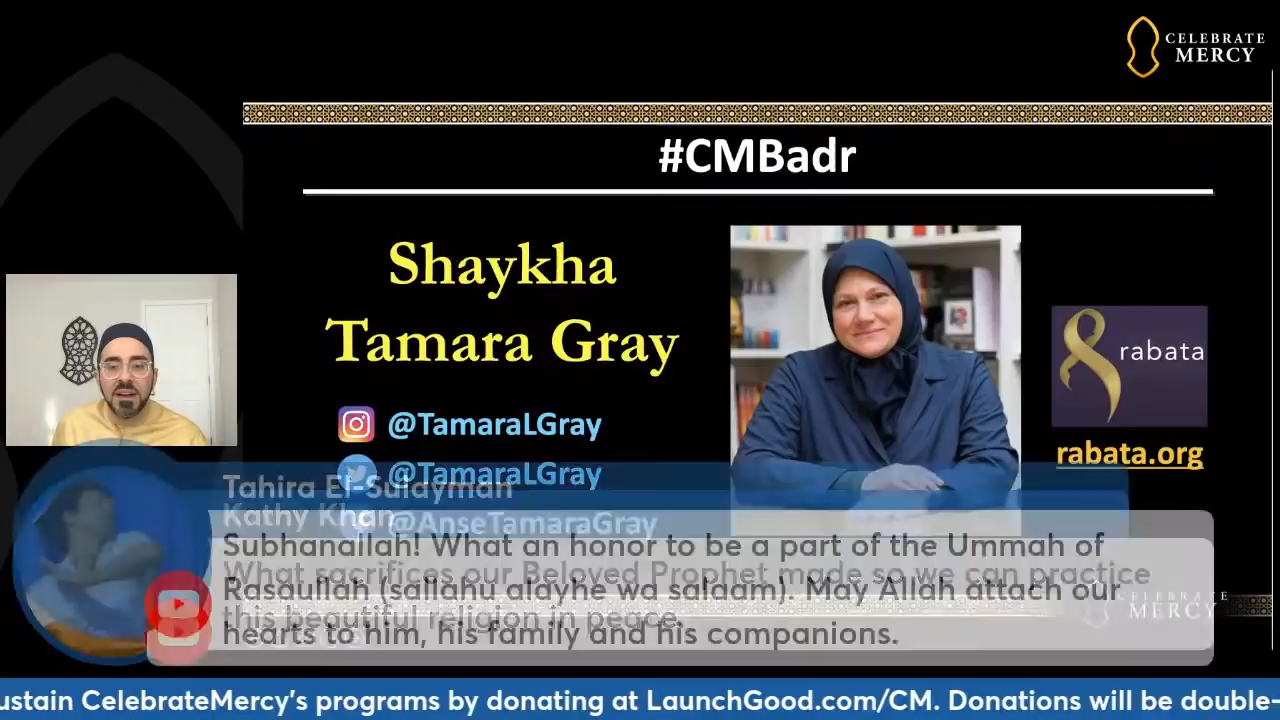 CELEBRATE
MERCY
#CMBadr
Shaykha
Tamara Gray
@TamaraLGray
@TamaraLGray
@AnseTamaraGray
rabata
rabata.org
Tahira El-Sulayman
Kathy Khan
Subhanallah! What an honor to be a part of the Ummah of
What sacrifices our Beloved Prophet made so we can practice
Rasaullah (sallahu alayhe wa salaam). May Allah attach our
this beautiful religion in peace.
hearts to him, his family and his companions.
CELEBRATE
MERCY
ustain CelebrateMercy's programs by donating at LaunchGood.com/CM. Donations will be double-